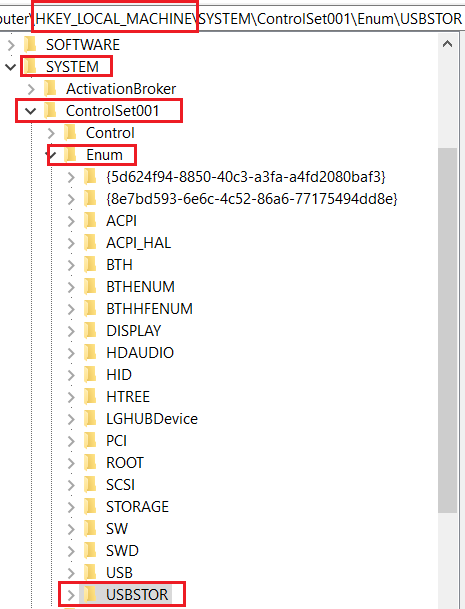 uter\HKEY_LOCAL_MACHINE\SYSTEM\ControlSet001\Enum\USBSTOR
SOFTWARE
SYSTEM
ActivationBroker
ControlSet001
Control
Enum
{5d624f94-8850-40c3-a3fa-a4fd2080baf3}
{8e7bd593-6e6c-4c52-86a6-77175494dd8e}
ACPI
ACPI_HAL
BTH
BTHENUM
BTHHFENUM
DISPLAY
HDAUDIO
HID
HTREE
LGHUBDevice
PCI
ROOT
SCSI
STORAGE
SW
SWD
USB
USBSTOR